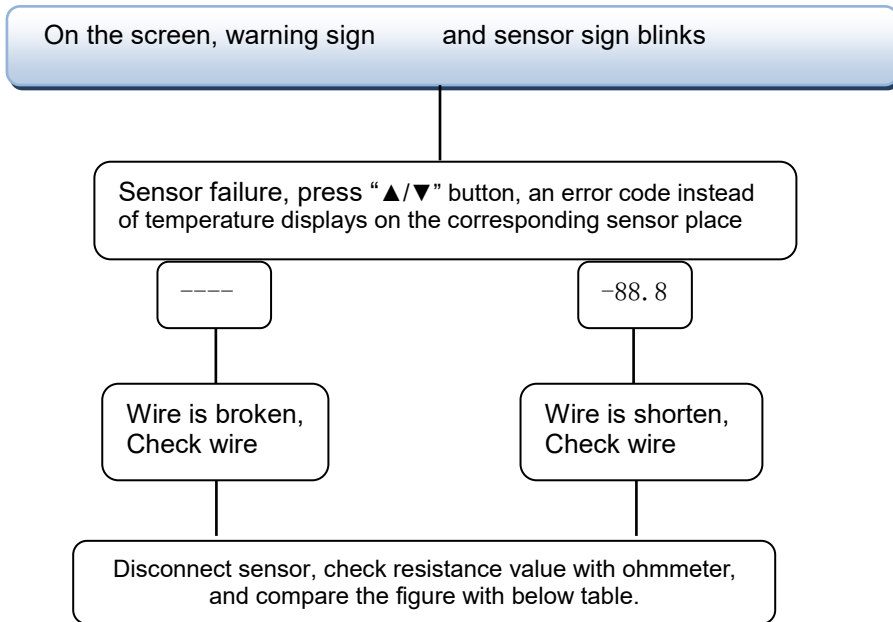 On the screen, warning sign and sensor sign blinks
Sensor failure, press “▲/▼” button, an error code instead
of temperature displays on the corresponding sensor place
----
-88.8
Wire is broken,
Check wire
Wire is shorten,
Check wire
Disconnect sensor, check resistance value with ohmmeter,
and compare the figure with below table.